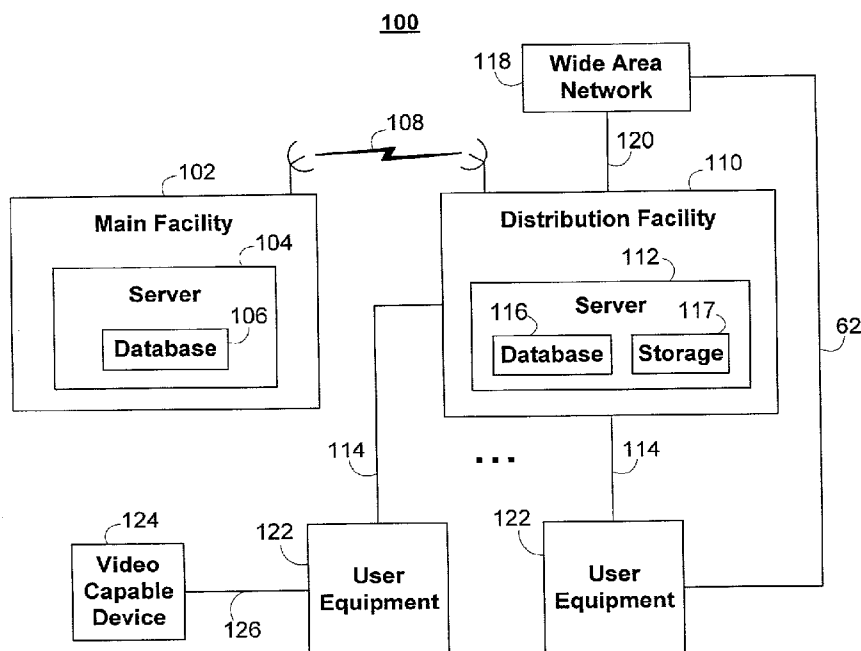 100
118
Wide Area
Network
108
120
102
110
Main Facility
Distribution Facility
104
112
Server
Server
106
116
117
Database
Database
Storage
62
114
...
114
124
122
122
Video
Capable
Device
User
Equipment
User
Equipment
126